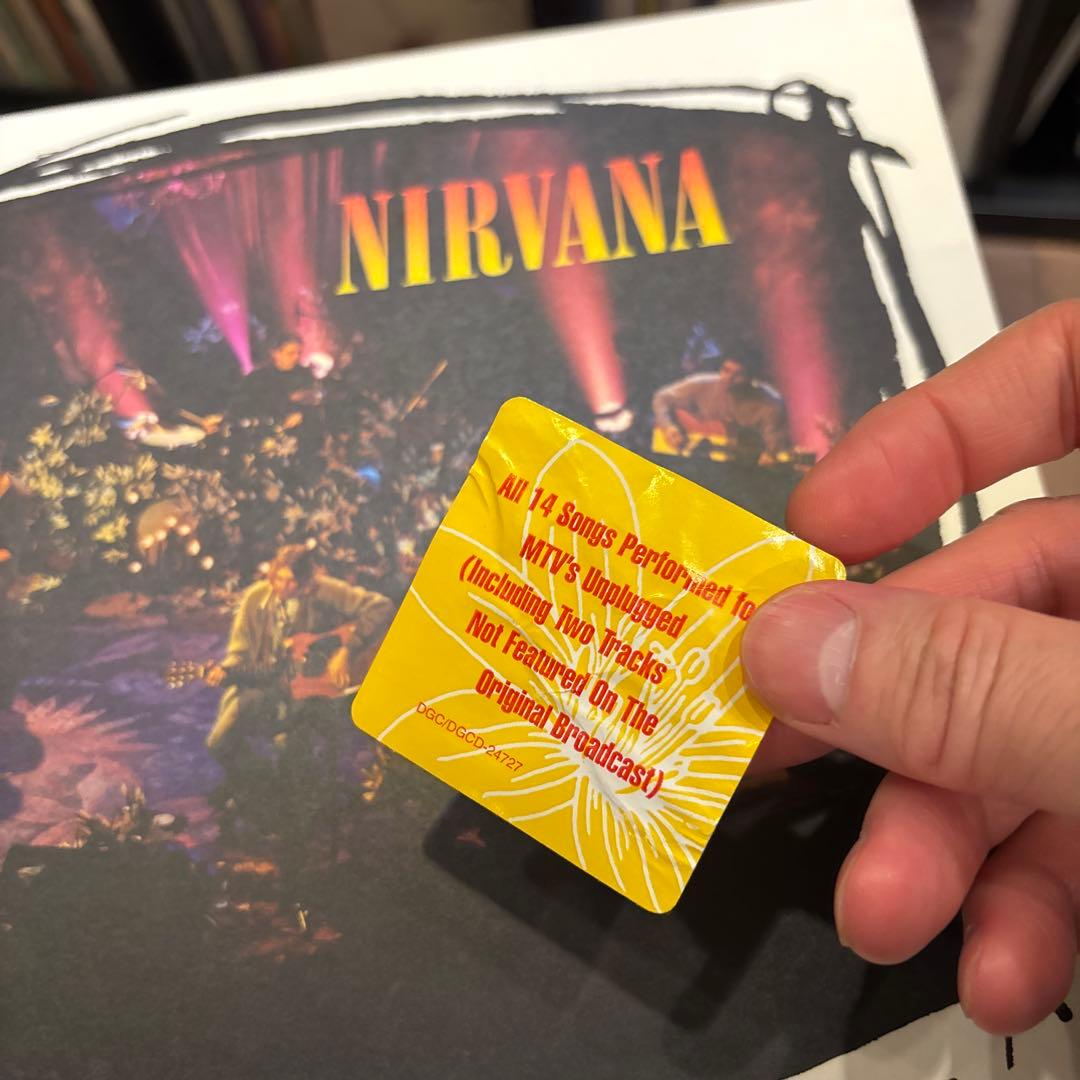 NIRVANA
All 14 Songs Performed fo
MTV's Unplugged
(Including Two Tracks
Not Featured On The
Original Broadcast)
DGC/DGCD-24727